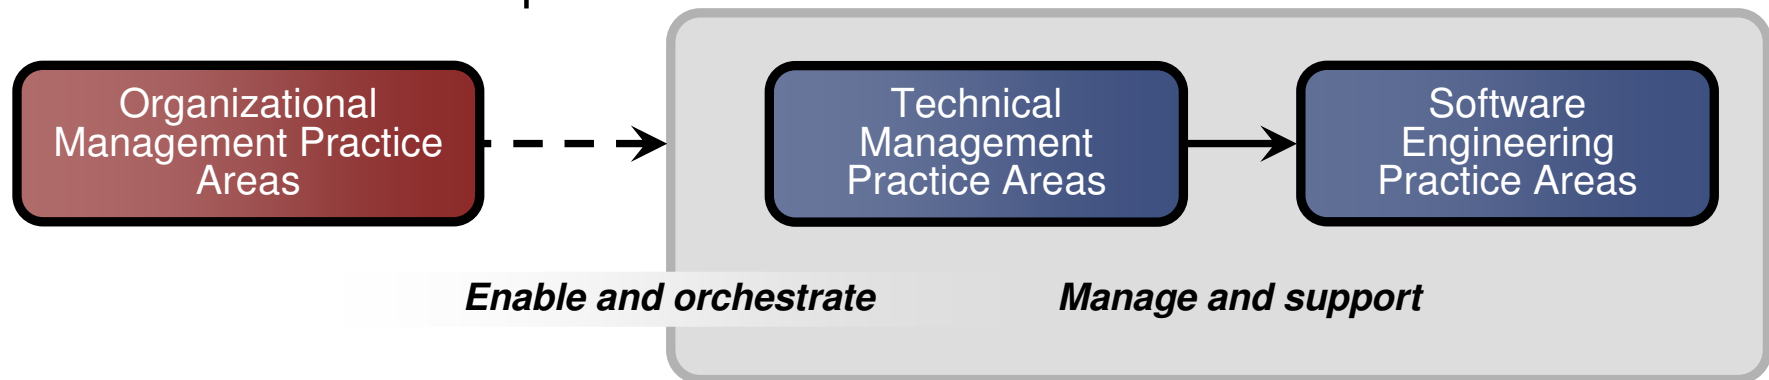 Organizational
Management Practice
Areas
Technical
Management
Practice Areas
Software
Engineering
Practice Areas
Enable and orchestrate
Manage and support